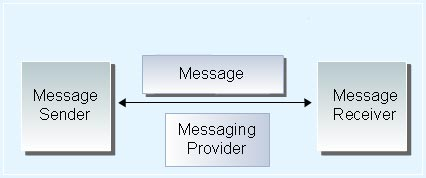 Message
Message
Sender
Message
Receiver
Messaging
Provider